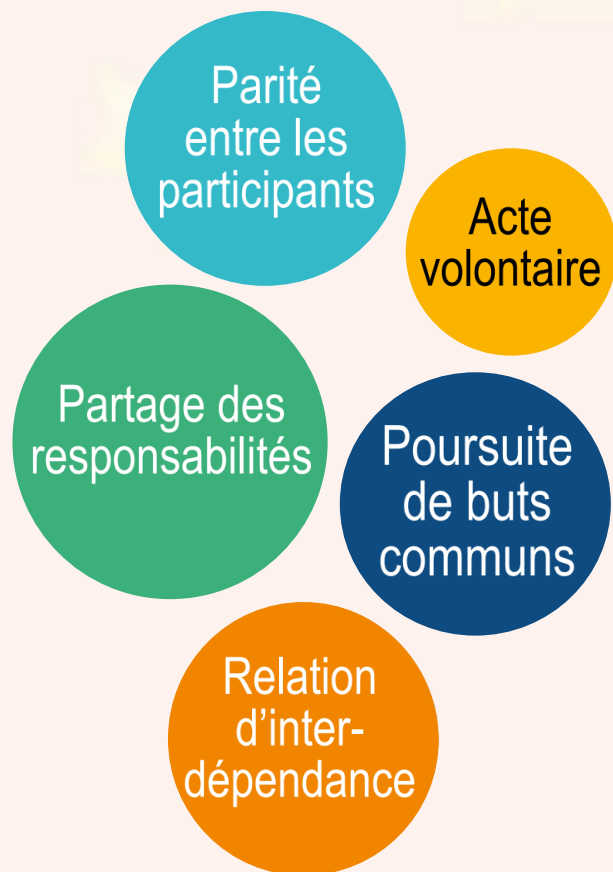 Parité
entre les
participants
Acte
volontaire
Partage des
responsabilités
Poursuite
de buts
communs
Relation
d’inter-
dépendance